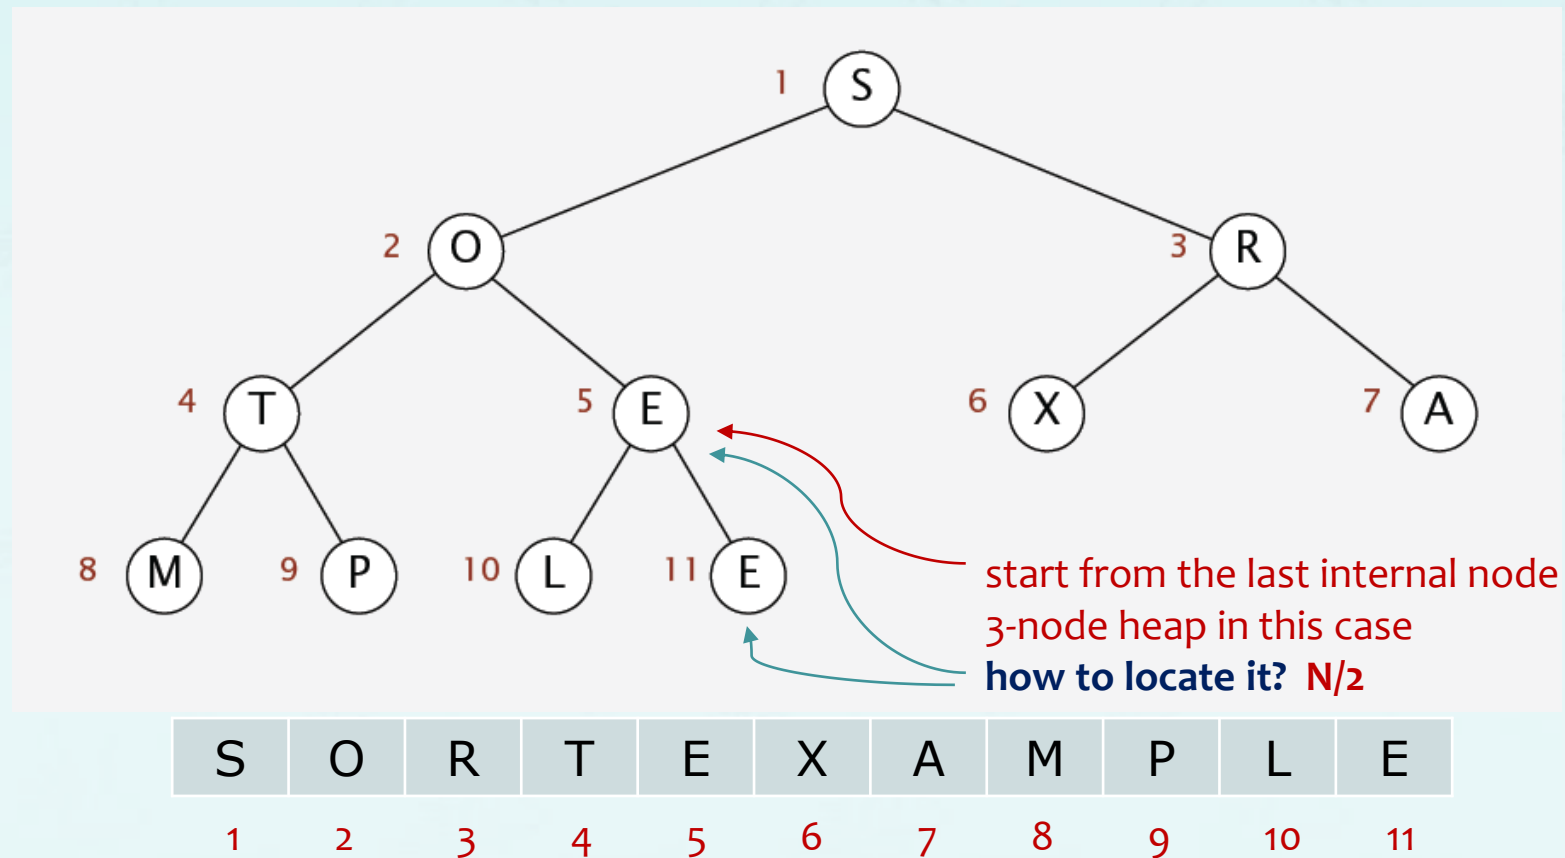 1 S
2 O
3 R
4 T
5 E
6 X
7 A
8 M
9 P
10 L
11 E
start from the last internal node
3-node heap in this case
how to locate it? N/2
S O R T E X A M P L E
1 2 3 4 5 6 7 8 9 10 11